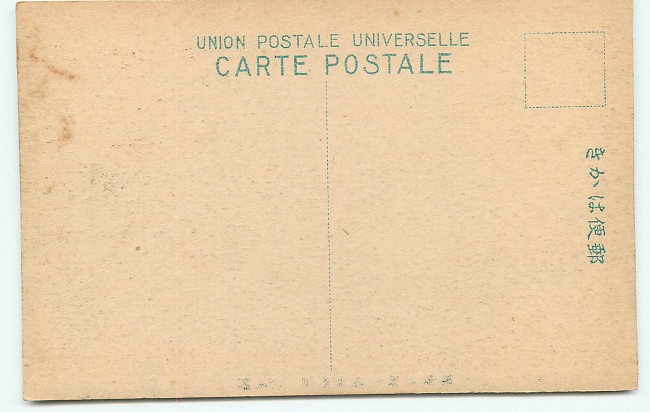 UNION POSTALE UNIVERSELLE
CARTE POSTALE
きかは便郵